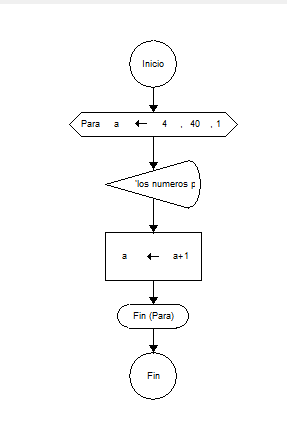 Inicio
Para a ← 4 , 40 , 1
'los numeros p
a ← a+1
Fin (Para)
Fin